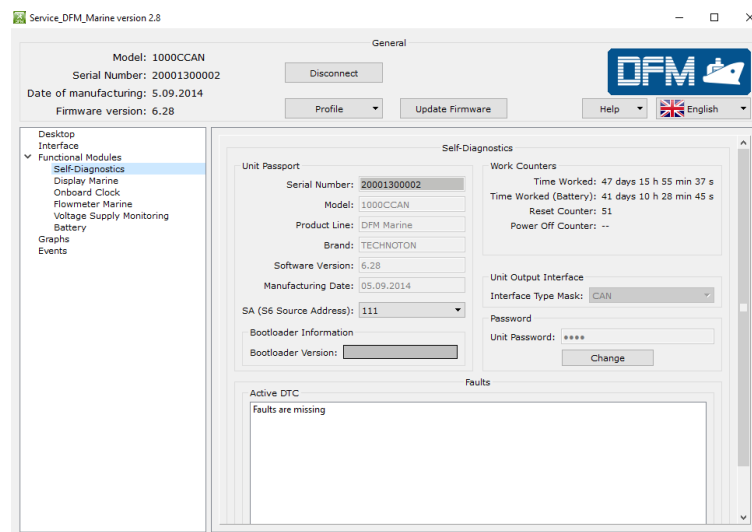 Service_DFM_Marine version 2.8
General
Model: 1000CCAN
Serial Number: 20001300002
Date of manufacturing: 5.09.2014
Firmware version: 6.28
Disconnect
Profile
Update Firmware
DFM
Help
English
Desktop
Interface
Functional Modules
Self-Diagnostics
Display Marine
Onboard Clock
Flowmeter Marine
Voltage Supply Monitoring
Battery
Graphs
Events
Self-Diagnostics
Unit Passport
Serial Number: 20001300002
Model: 1000CCAN
Product Line: DFM Marine
Brand: TECHNOTON
Software Version: 6.28
Manufacturing Date: 05.09.2014
SA (S6 Source Address): 111
Bootloader Information
Bootloader Version:
Work Counters
Time Worked: 47 days 15 h 55 min 37 s
Time Worked (Battery): 41 days 10 h 28 min 45 s
Reset Counter: 51
Power Off Counter: --
Unit Output Interface
Interface Type Mask: CAN
Password
Unit Password: ●●●●
Change
Faults
Active DTC
Faults are missing